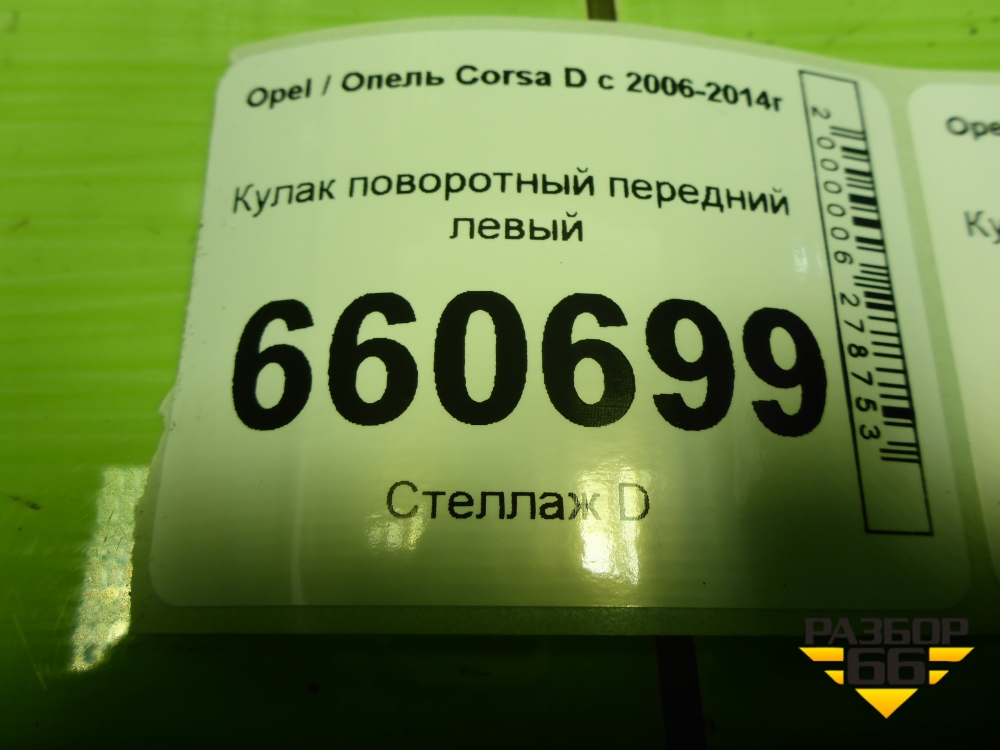 Opel / Опель Corsa D с 2006-2014г
Кулак поворотный передний
левый
660699
Стеллаж D
2000006278753
Ope
Ку
РАЗБОР
66